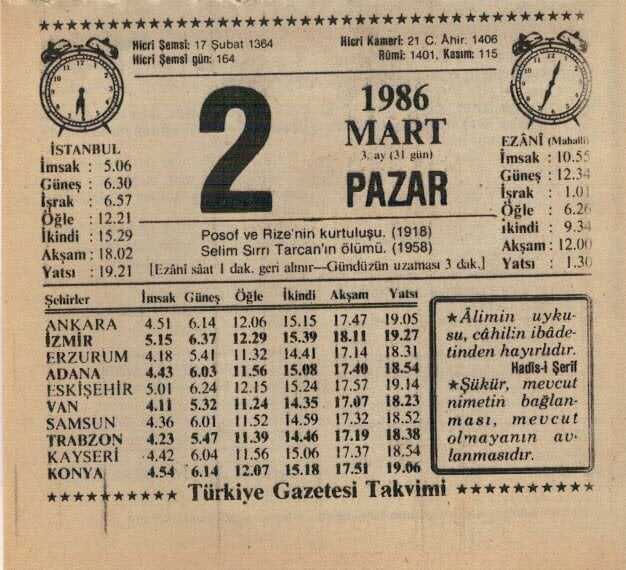 Hicri Şemsî: 17 Şubat 1364
Hicri Şemsî gün: 164
Hicri Kamerî: 21 C. Âhir. 1406
Rûmî: 1401, Kasım: 115
2
1986
MART
3. ay (31 gün)
PAZAR
İSTANBUL
İmsak : 5.06
Güneş : 6.30
İşrak : 6.57
Öğle : 12.21
İkindi : 15.29
Akşam : 18.02
Yatsı : 19.21
EZÂNÎ (Mahallî)
İmsak : 10.55
Güneş : 12.34
İşrak : 1.01
Öğle : 6.26
İkindi : 9.34
Akşam : 12.00
Yatsı : 1.30
Posof ve Rize'nin kurtuluşu. (1918)
Selim Sırrı Tarcan'ın ölümü. (1958)
[Ezânî sâat 1 dak. geri alınır—Gündüzün uzaması 3 dak.]
Şehirler İmsak Güneş Öğle İkindi Akşam Yatsı
ANKARA 4.51 6.14 12.06 15.15 17.47 19.05
İZMİR 5.15 6.37 12.29 15.39 18.11 19.27
ERZURUM 4.18 5.41 11.32 14.41 17.14 18.31
ADANA 4.43 6.03 11.56 15.08 17.40 18.54
ESKİŞEHİR 5.01 6.24 12.15 15.24 17.57 19.14
VAN 4.11 5.32 11.24 14.35 17.07 18.23
SAMSUN 4.36 6.01 11.52 14.59 17.32 18.52
TRABZON 4.23 5.47 11.39 14.46 17.19 18.38
KAYSERİ 4.42 6.04 11.56 15.06 17.37 18.54
KONYA 4.54 6.14 12.07 15.18 17.51 19.06
★Âlimin uyku-
su, câhilin ibâde-
tinden hayırlıdır.
Hadîs-i Şerîf
★Şükür, mevcut
nimetin bağlan-
ması, mevcut
olmayanın av-
lanmasıdır.
Türkiye Gazetesi Takvimi